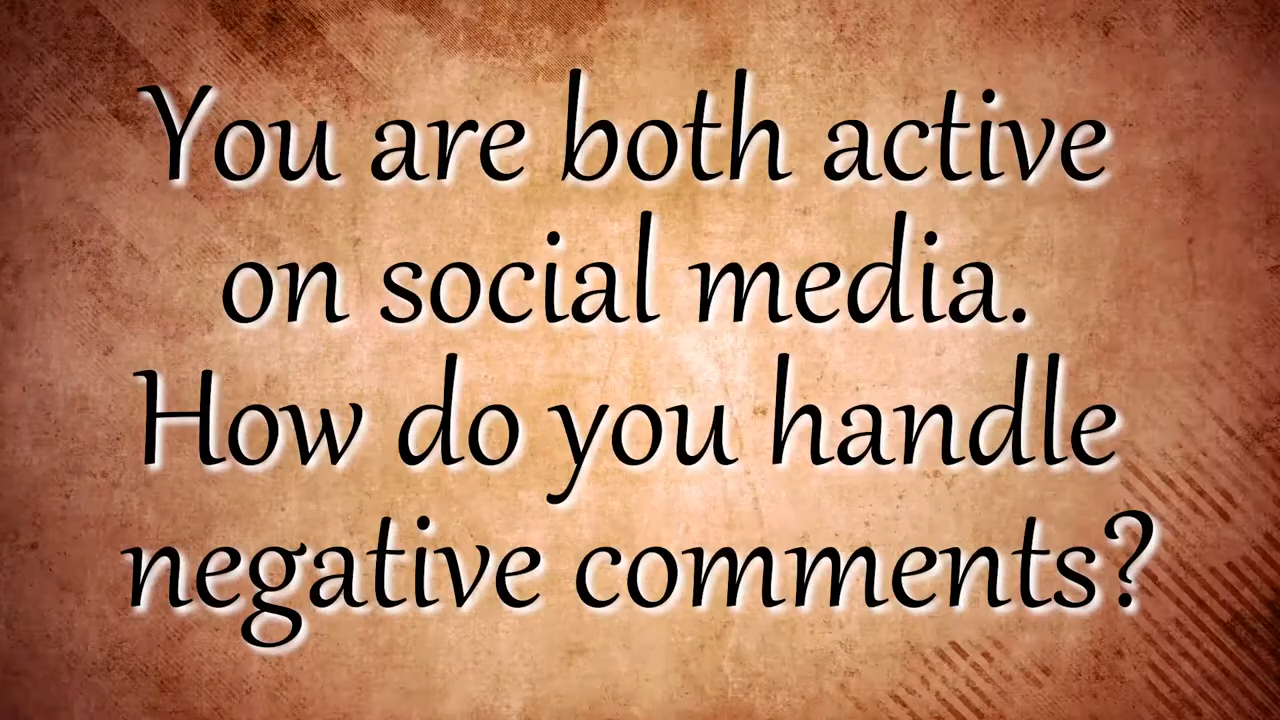 You are both active
on social media.
How do you handle
negative comments?